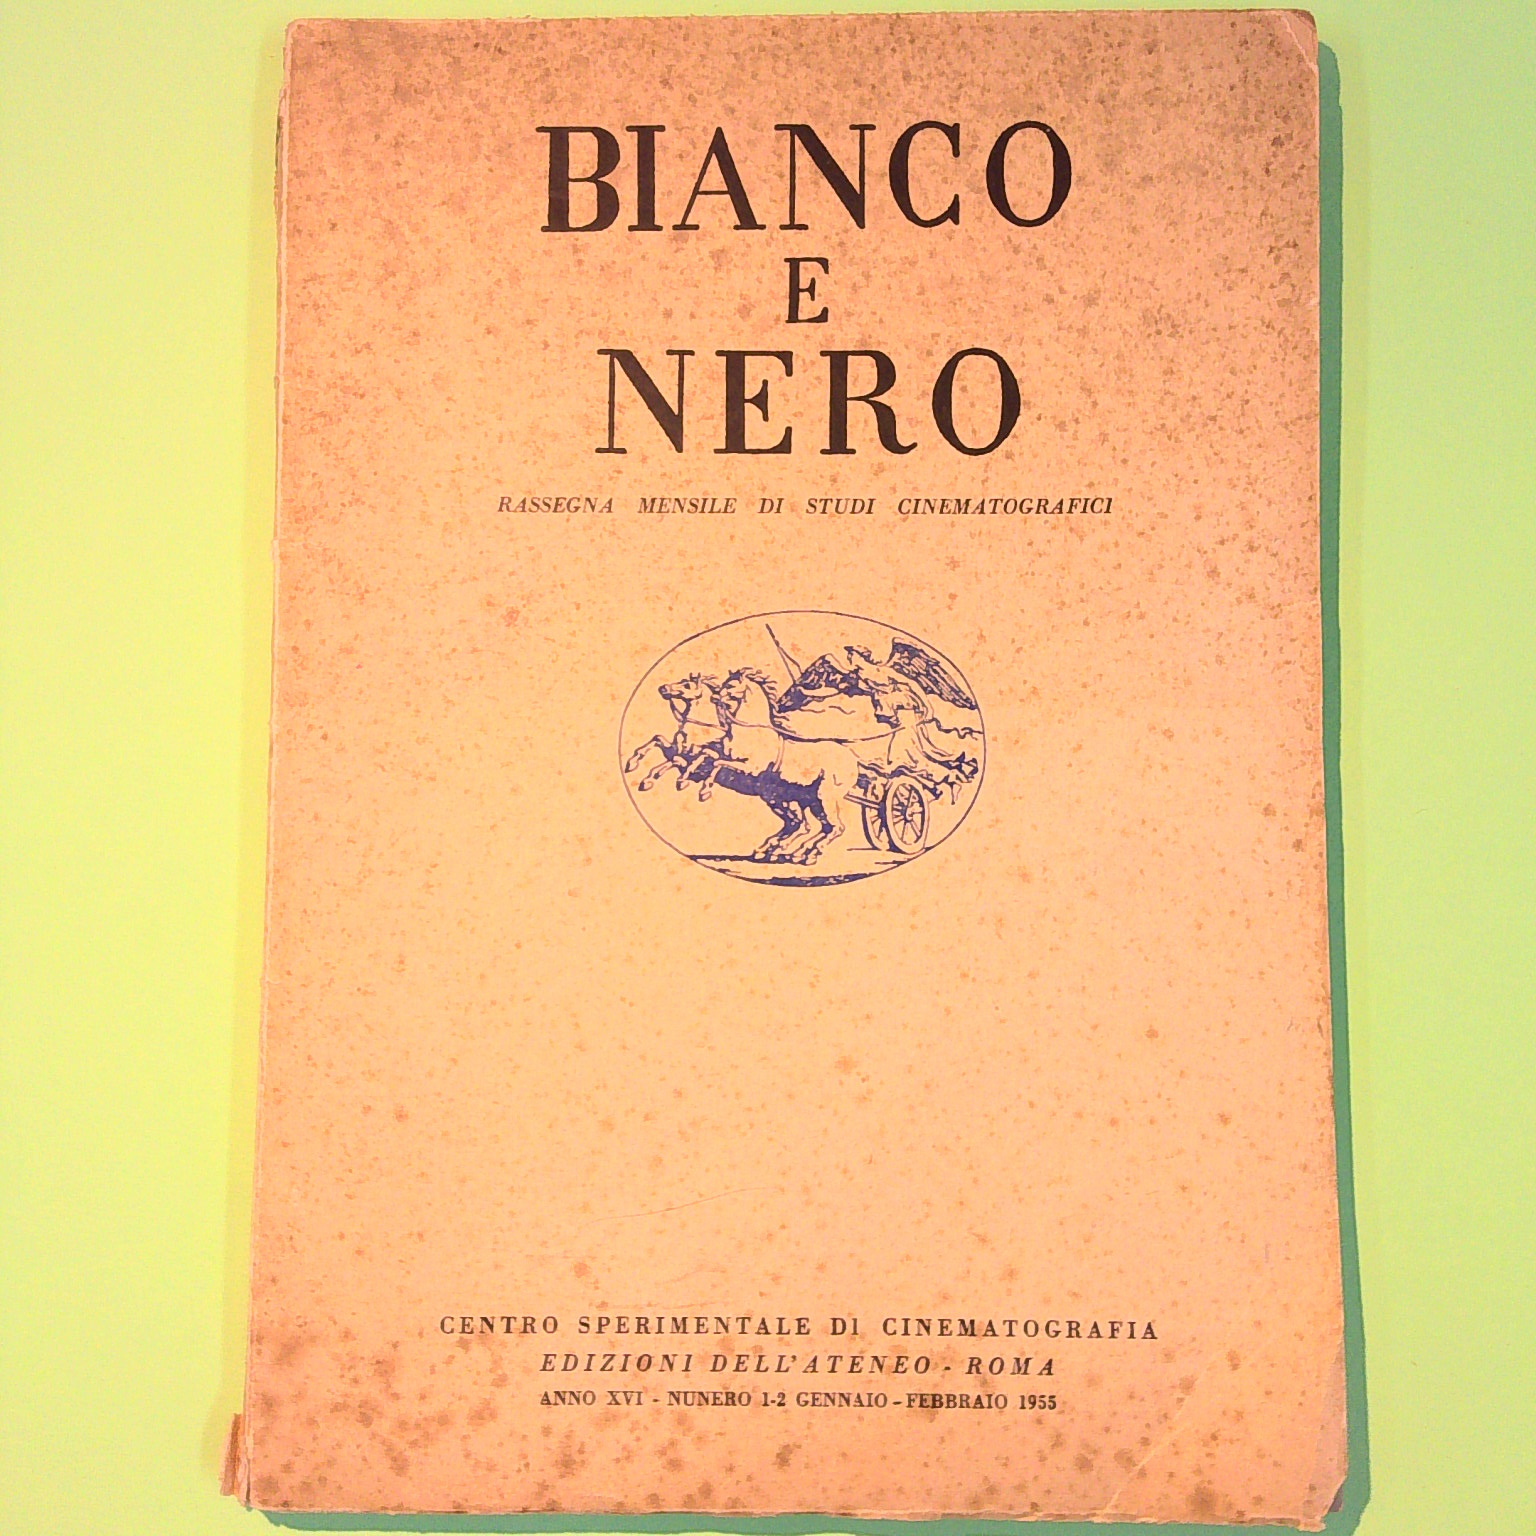 BIANCO
E
NERO
RASSEGNA MENSILE DI STUDI CINEMATOGRAFICI
CENTRO SPERIMENTALE DI CINEMATOGRAFIA
EDIZIONI DELL'ATENEO - ROMA
ANNO XVI - NUNERO 1-2 GENNAIO - FEBBRAIO 1955